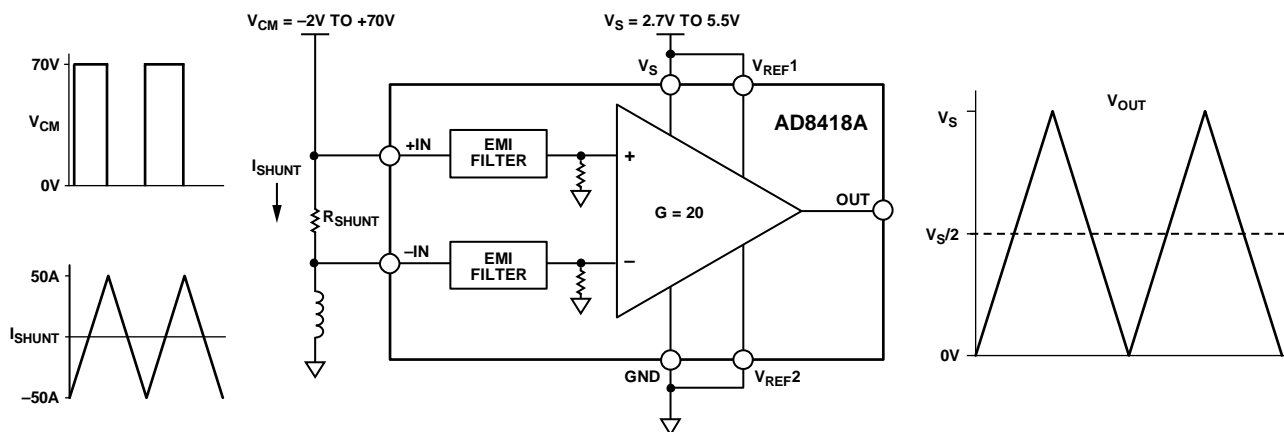 V_CM = –2V TO +70V
V_S = 2.7V TO 5.5V
70V
V_CM
0V
V_S
V_REF1
AD8418A
+IN
EMI
FILTER
+
I_SHUNT
R_SHUNT
G = 20
OUT
–IN
EMI
FILTER
–
50A
I_SHUNT
–50A
GND
V_REF2
V_OUT
V_S
V_S/2
0V